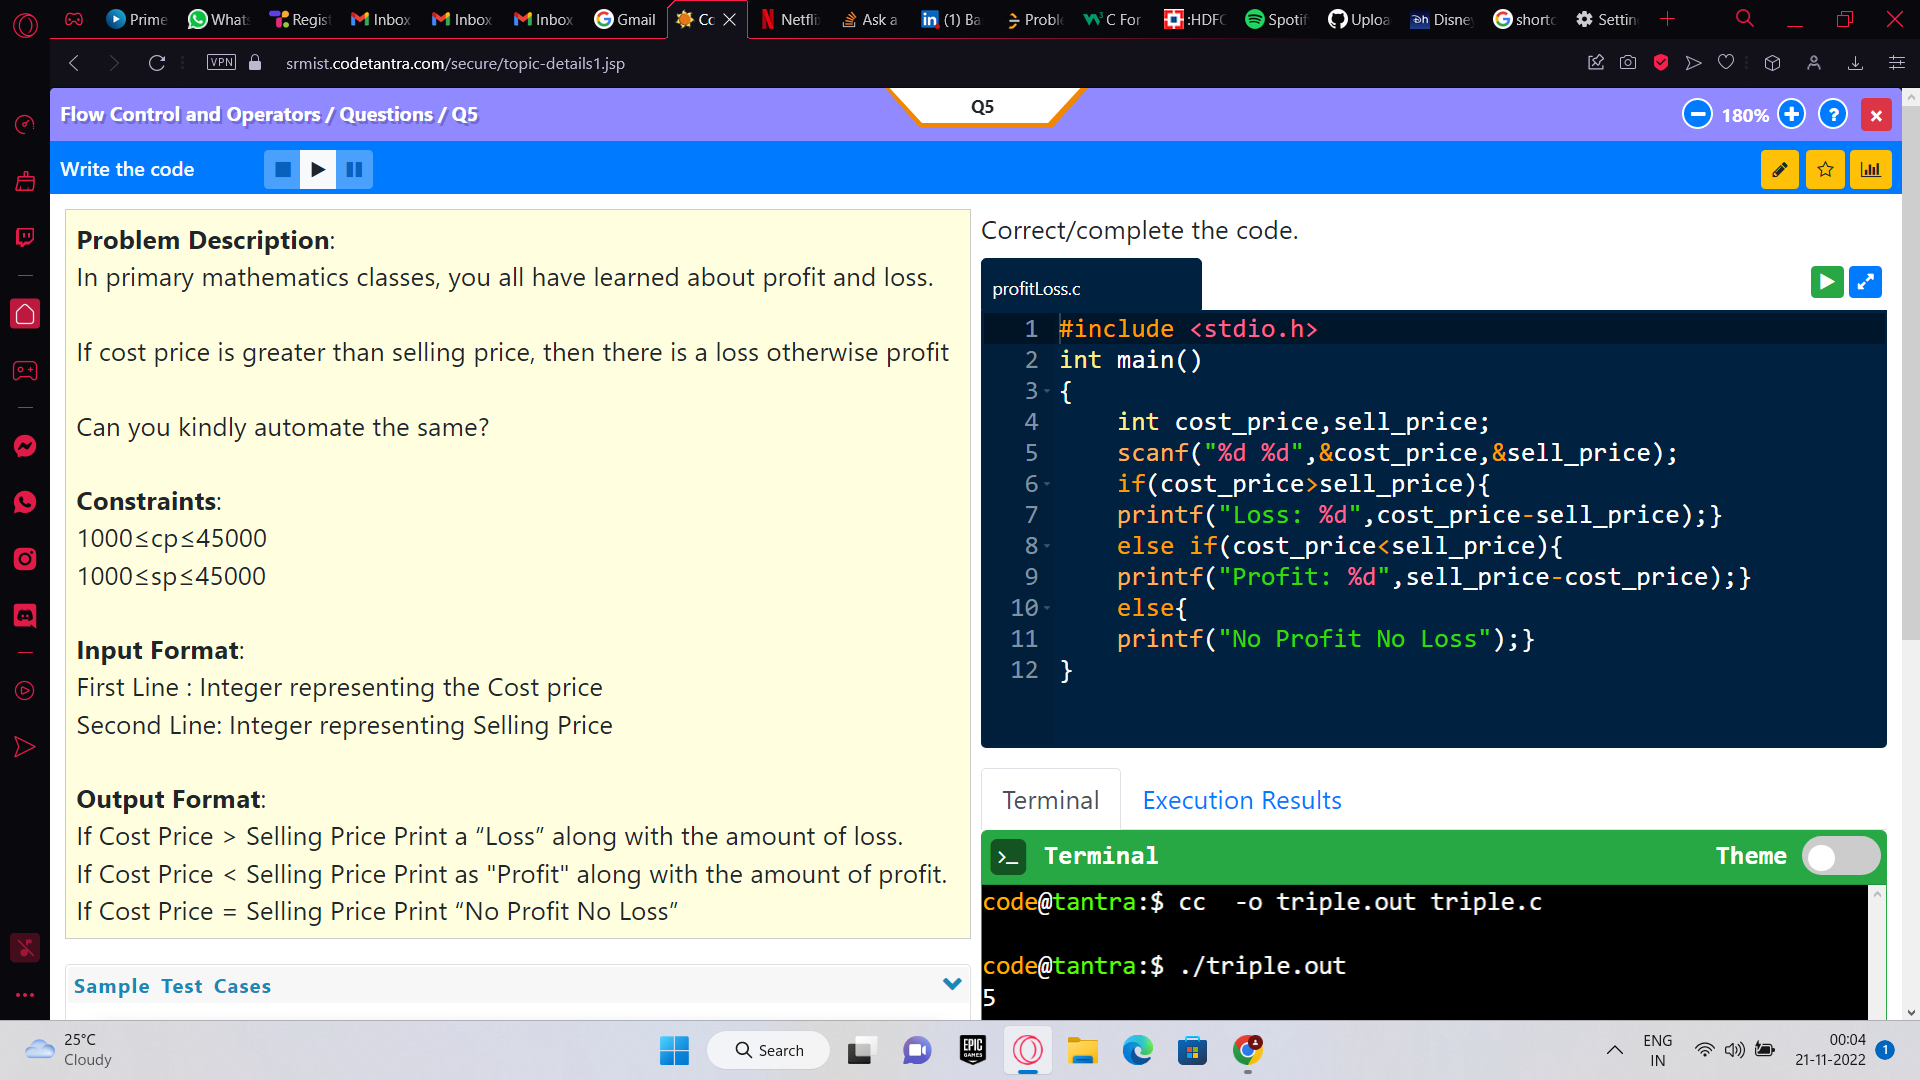 Prime
Whats
Regist
Inbox
Inbox
Inbox
Gmail
Co
Netfli
Ask a
(1) Ba
Proble
C For
:HDFC
Spotif
Uploa
Disney
shortc
Settin
VPN
srmist.codetantra.com/secure/topic-details1.jsp
Flow Control and Operators / Questions / Q5
Q5
180%
?
Write the code
Problem Description:
In primary mathematics classes, you all have learned about profit and loss.
If cost price is greater than selling price, then there is a loss otherwise profit
Can you kindly automate the same?
Constraints:
1000≤cp≤45000
1000≤sp≤45000
Input Format:
First Line : Integer representing the Cost price
Second Line: Integer representing Selling Price
Output Format:
If Cost Price > Selling Price Print a “Loss” along with the amount of loss.
If Cost Price < Selling Price Print as "Profit" along with the amount of profit.
If Cost Price = Selling Price Print “No Profit No Loss”
Sample Test Cases
Correct/complete the code.
profitLoss.c
1 #include <stdio.h>
2 int main()
3 {
4 int cost_price,sell_price;
5 scanf("%d %d",&cost_price,&sell_price);
6 if(cost_price>sell_price){
7 printf("Loss: %d",cost_price-sell_price);}
8 else if(cost_price<sell_price){
9 printf("Profit: %d",sell_price-cost_price);}
10 else{
11 printf("No Profit No Loss");}
12 }
Terminal
Execution Results
>_ Terminal
Theme
code@tantra:$ cc  -o triple.out triple.c
code@tantra:$ ./triple.out
5
25°C
Cloudy
Search
EPIC
GAMES
ENG
IN
00:04
21-11-2022
1